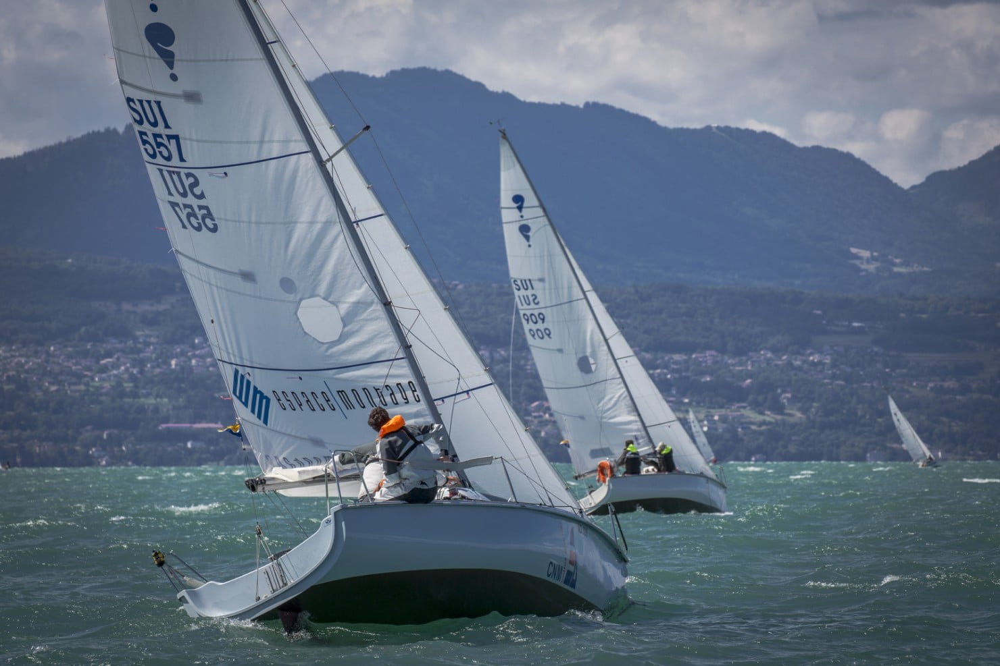 SUI
557
SUI
557
wm espace|montage
CNM
SUI
SUI
909
909